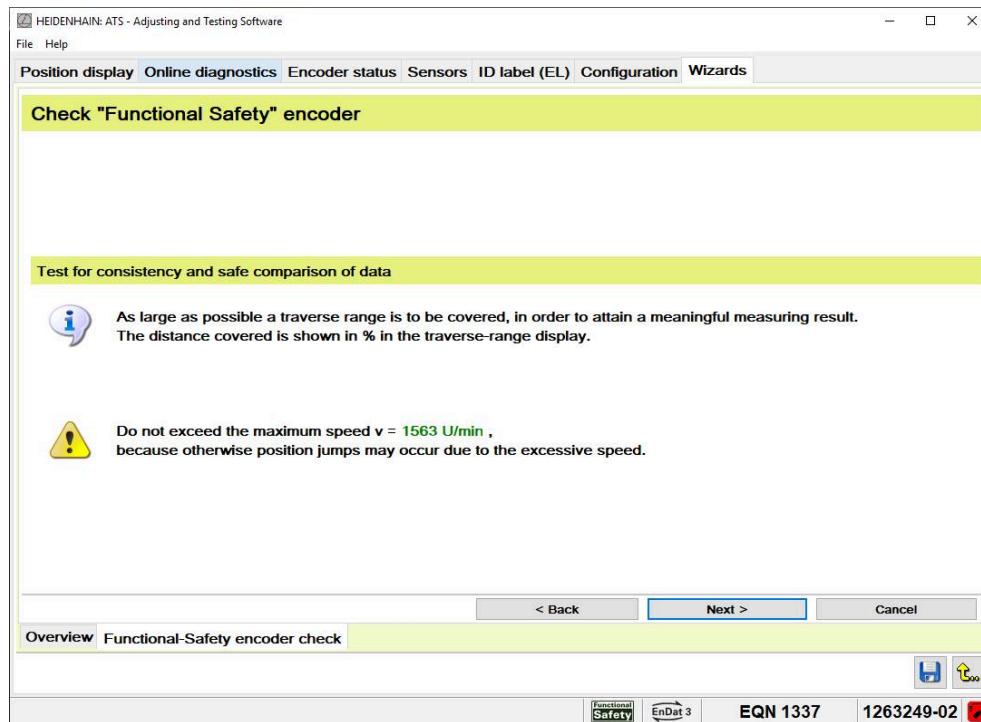 HEIDENHAIN: ATS - Adjusting and Testing Software
File Help
Position display Online diagnostics Encoder status Sensors ID label (EL) Configuration Wizards
Check "Functional Safety" encoder
Test for consistency and safe comparison of data
As large as possible a traverse range is to be covered, in order to attain a meaningful measuring result.
The distance covered is shown in % in the traverse-range display.
Do not exceed the maximum speed v = 1563 U/min ,
because otherwise position jumps may occur due to the excessive speed.
< Back Next > Cancel
Overview Functional-Safety encoder check
Functional
Safety EnDat 3 EQN 1337 1263249-02